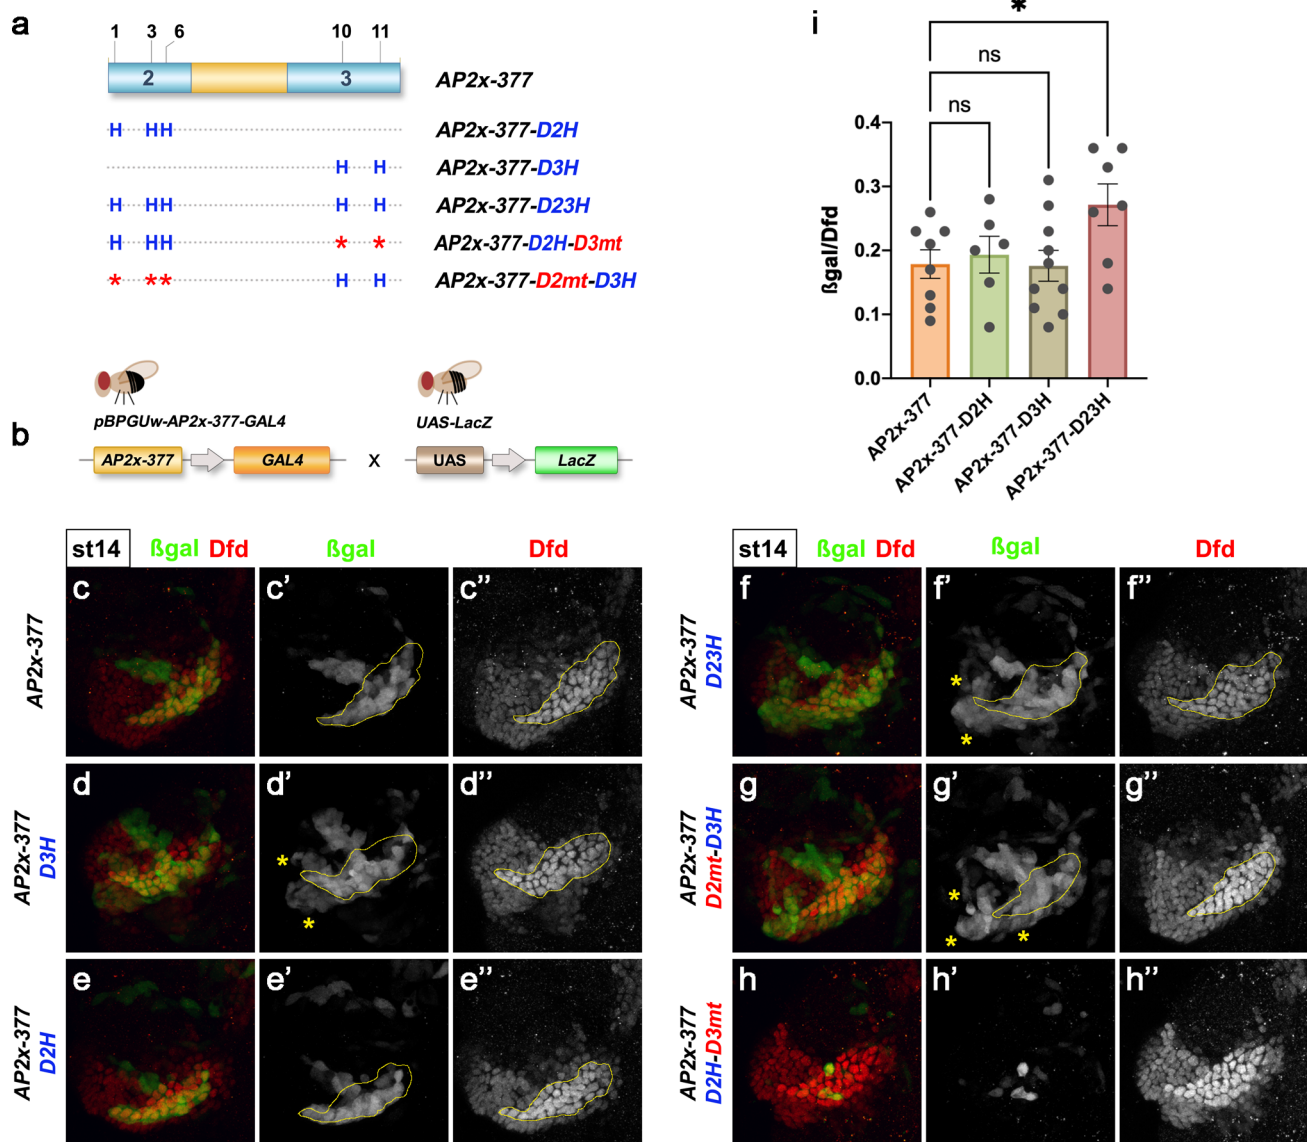 a
1 3 6 10 11
2 3 AP2x-377
H HH AP2x-377-D2H
H H AP2x-377-D3H
H HH H H AP2x-377-D23H
H HH * * AP2x-377-D2H-D3mt
* ** H H AP2x-377-D2mt-D3H
b
pBPGUw-AP2x-377-GAL4 UAS-LacZ
AP2x-377 GAL4 x UAS LacZ
i
*
ns
ns
ßgal/Dfd
0.4
0.3
0.2
0.1
0.0
AP2x-377
AP2x-377-D2H
AP2x-377-D3H
AP2x-377-D23H
st14 ßgal Dfd ßgal Dfd
AP2x-377
c c' c''
AP2x-377
D3H
d d' d''
*
*
AP2x-377
D2H
e e' e''
st14 ßgal Dfd ßgal Dfd
AP2x-377
D23H
f f' f''
*
*
AP2x-377
D2mt-D3H
g g' g''
*
* *
AP2x-377
D2H-D3mt
h h' h''